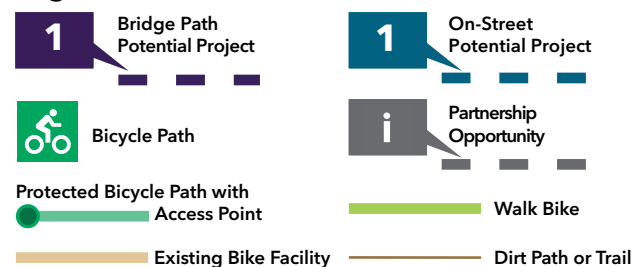 1
Bridge Path
Potential Project
1
On-Street
Potential Project
Bicycle Path
i
Partnership
Opportunity
Protected Bicycle Path with
Access Point
Walk Bike
Existing Bike Facility
Dirt Path or Trail